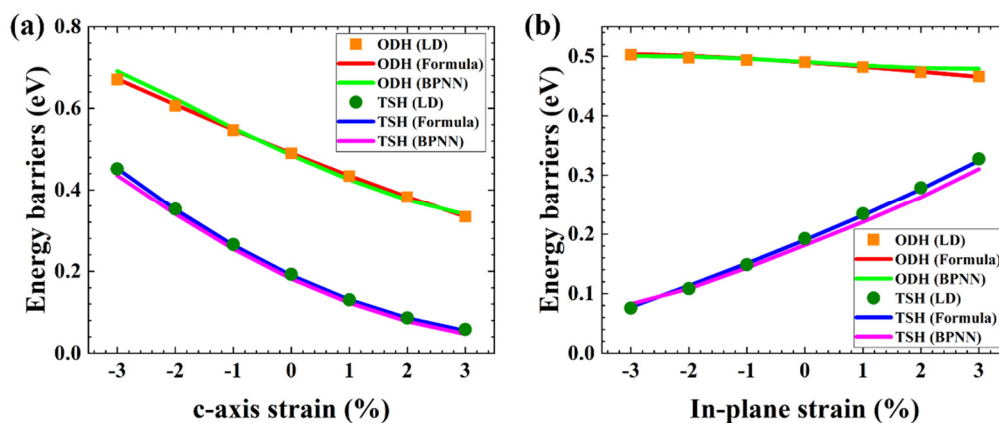 (a)
0.8
0.6
0.4
0.2
0.0
Energy barriers (eV)
ODH (LD)
ODH (Formula)
ODH (BPNN)
TSH (LD)
TSH (Formula)
TSH (BPNN)
-3 -2 -1 0 1 2 3
c-axis strain (%)
(b)
0.5
0.4
0.3
0.2
0.1
0.0
Energy barriers (eV)
ODH (LD)
ODH (Formula)
ODH (BPNN)
TSH (LD)
TSH (Formula)
TSH (BPNN)
-3 -2 -1 0 1 2 3
In-plane strain (%)